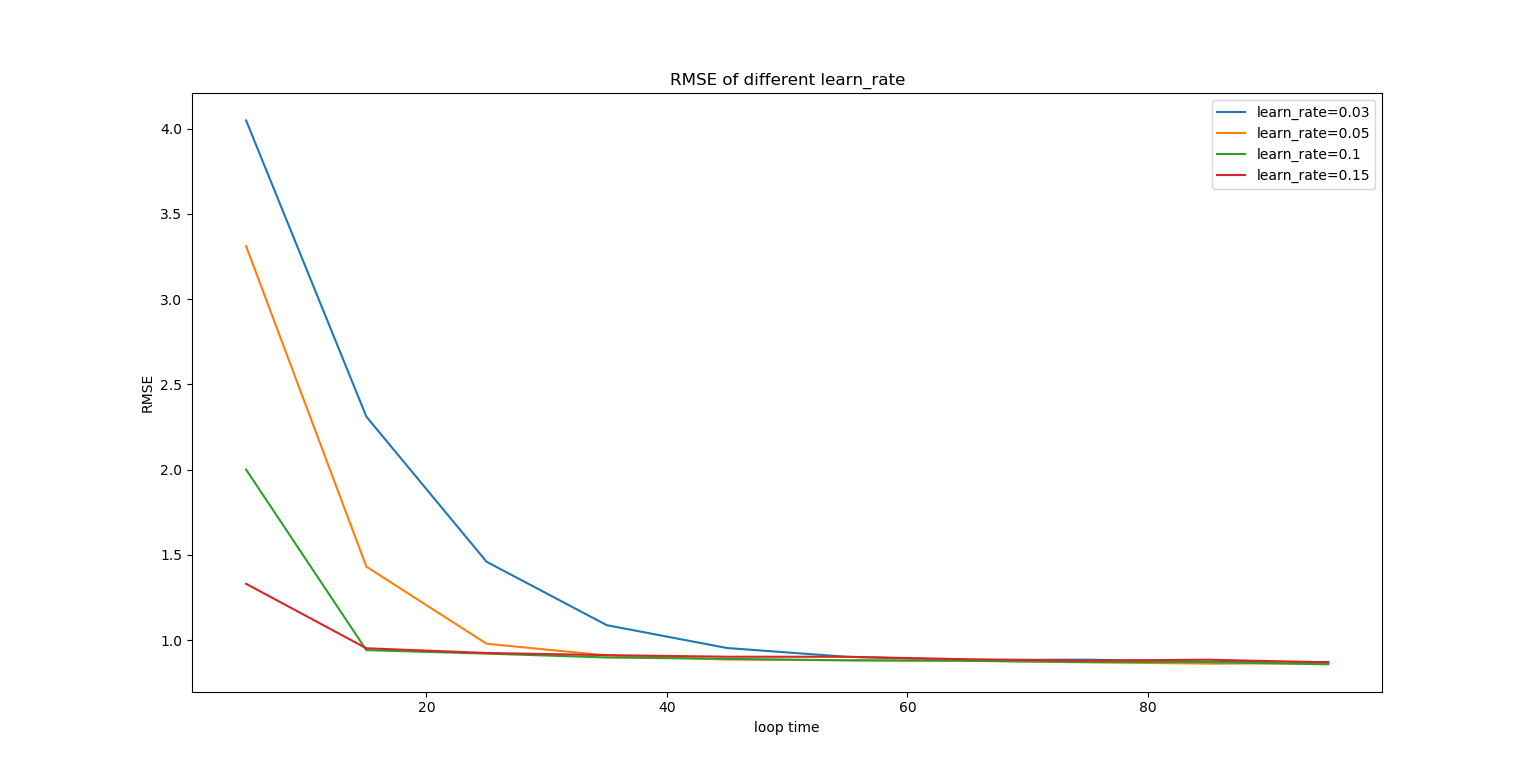 RMSE of different learn_rate
learn_rate=0.03
learn_rate=0.05
learn_rate=0.1
learn_rate=0.15
4.0
3.5
3.0
2.5
2.0
1.5
1.0
RMSE
20
40
60
80
loop time